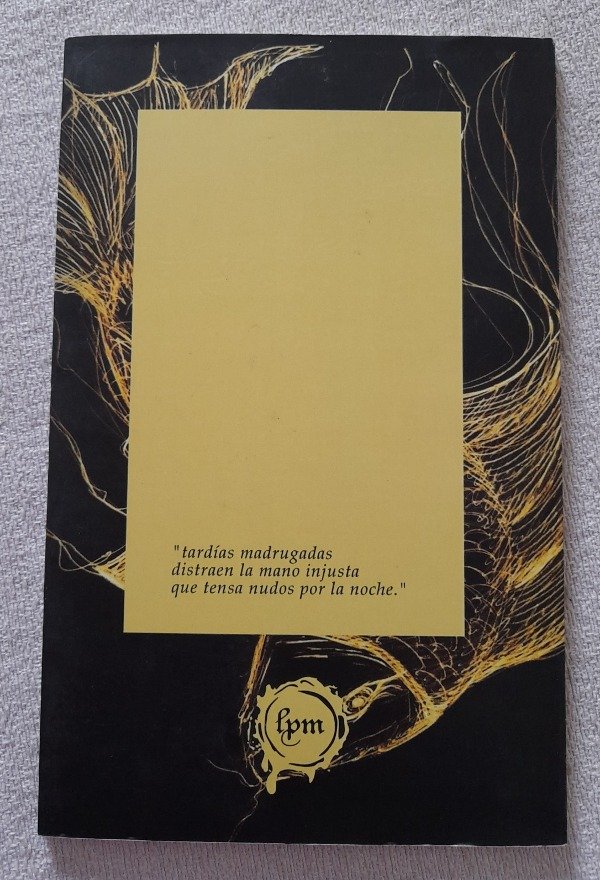 "tardías madrugadas
distraen la mano injusta
que tensa nudos por la noche."
lpm